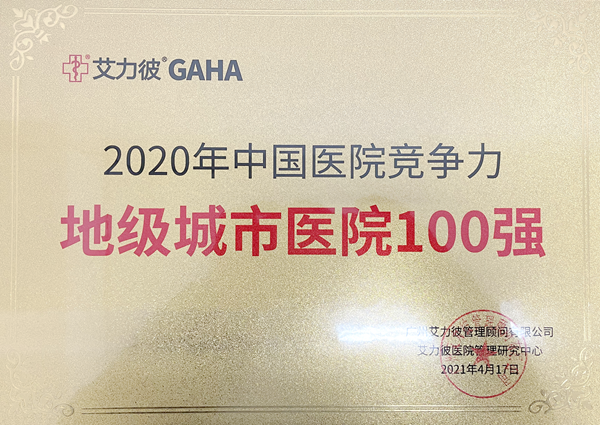 艾力彼®GAHA
2020年中国医院竞争力
地级城市医院100强
广州艾力彼管理顾问有限公司
艾力彼医院管理研究中心
2021年4月17日